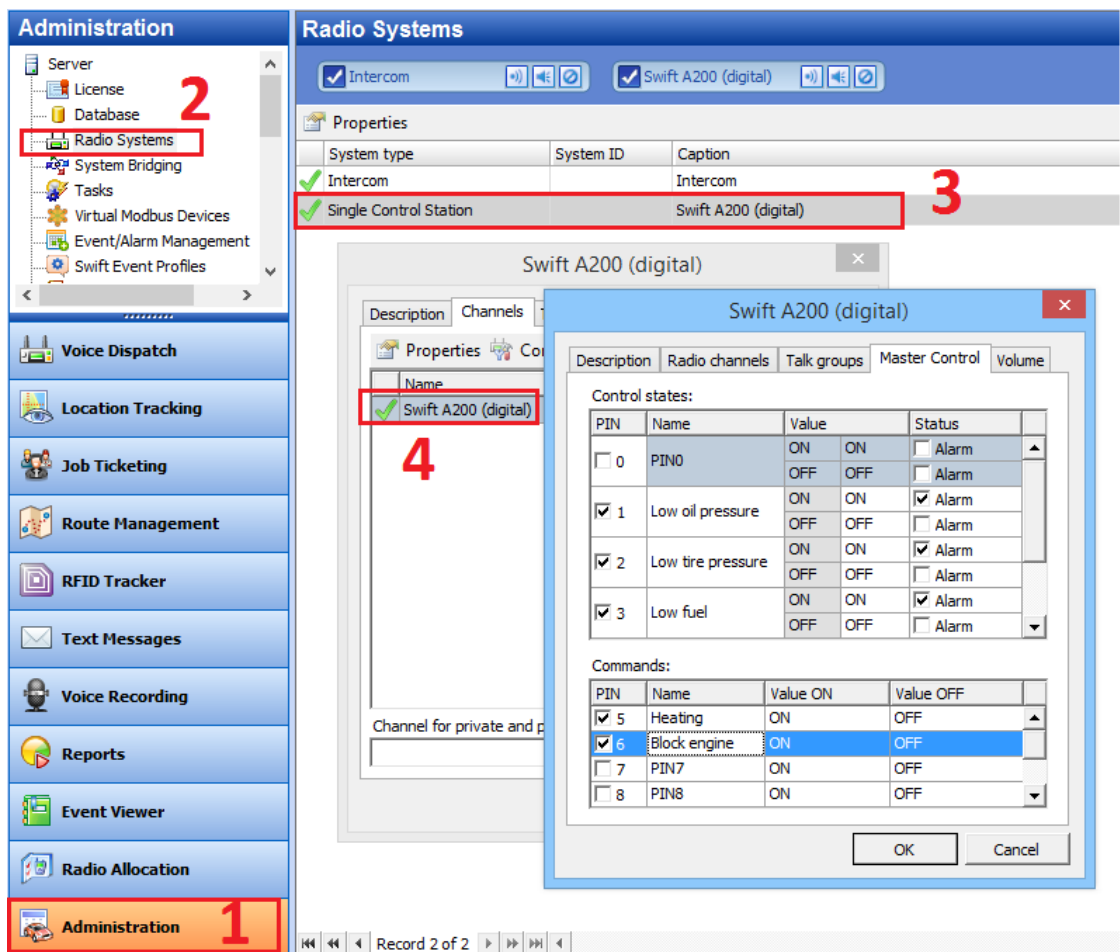 Administration
Server
License
Database
2
Radio Systems
System Bridging
Tasks
Virtual Modbus Devices
Event/Alarm Management
Swift Event Profiles
Voice Dispatch
Location Tracking
Job Ticketing
Route Management
RFID Tracker
Text Messages
Voice Recording
Reports
Event Viewer
Radio Allocation
Administration 1
Radio Systems
Intercom Swift A200 (digital)
Properties
System type System ID Caption
Intercom Intercom
Single Control Station Swift A200 (digital) 3
Swift A200 (digital)
Description Channels
Properties
Name
Swift A200 (digital)
4
Channel for private and p
Swift A200 (digital)
Description Radio channels Talk groups Master Control Volume
Control states:
PIN Name Value Status
0 PIN0 ON ON Alarm
OFF OFF Alarm
1 Low oil pressure ON ON Alarm
OFF OFF Alarm
2 Low tire pressure ON ON Alarm
OFF OFF Alarm
3 Low fuel ON ON Alarm
OFF OFF Alarm
Commands:
PIN Name Value ON Value OFF
5 Heating ON OFF
6 Block engine ON OFF
7 PIN7 ON OFF
8 PIN8 ON OFF
OK Cancel
Record 2 of 2